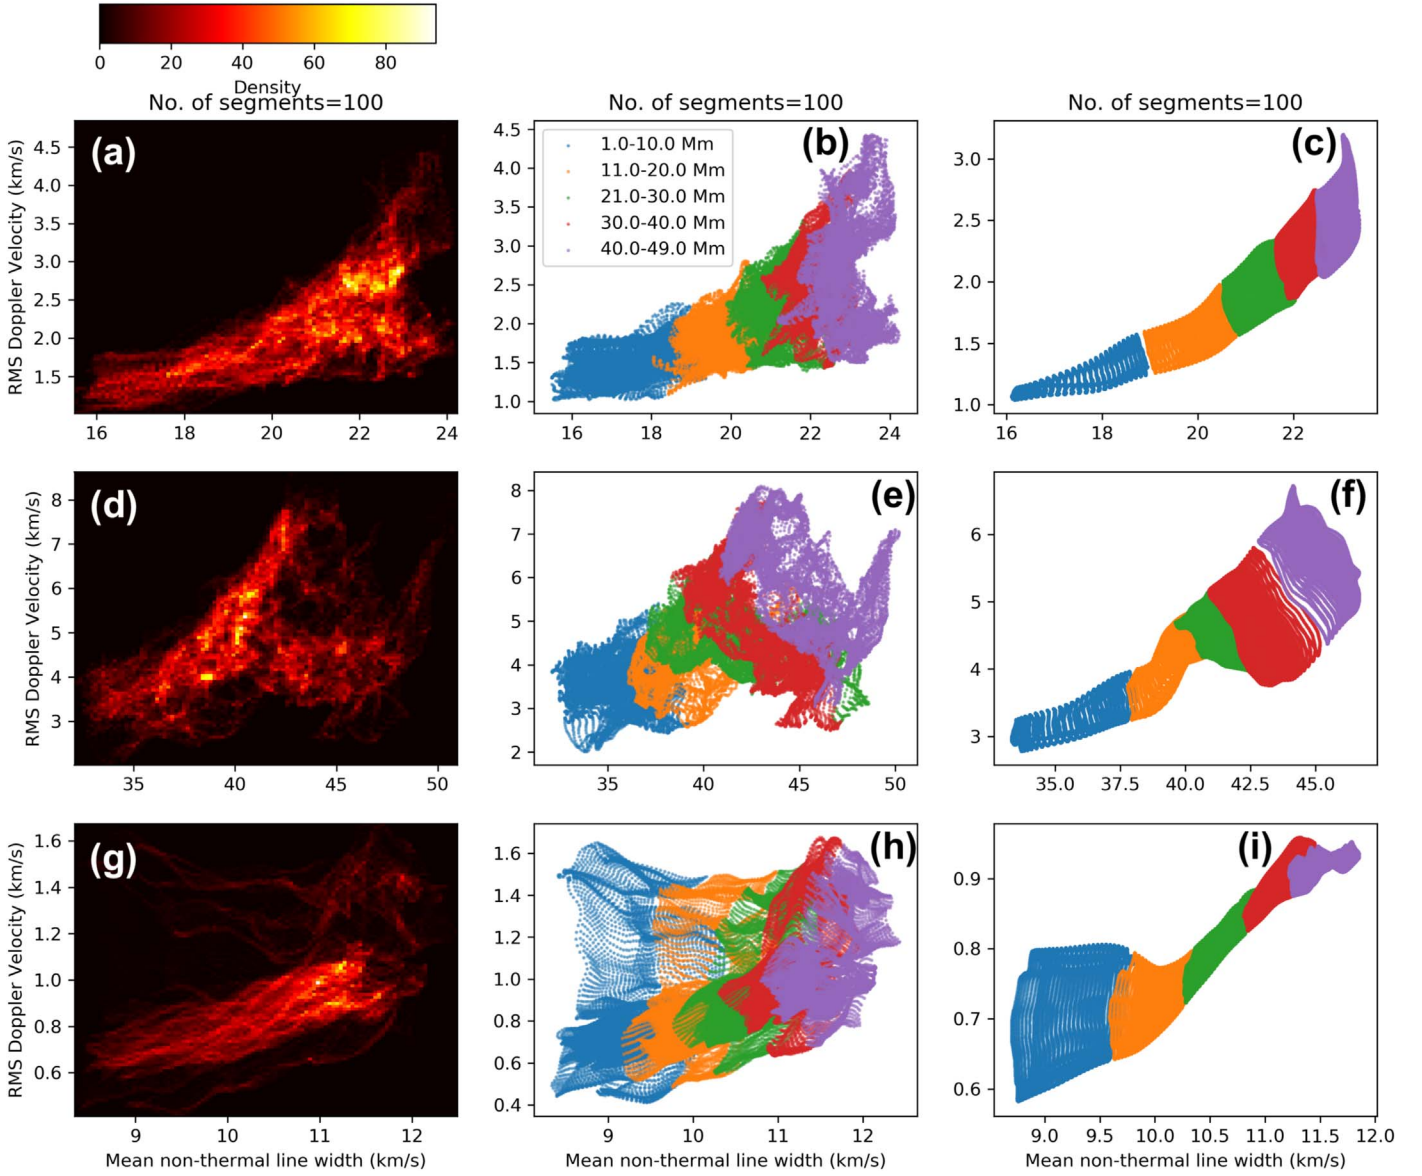 0 20 40 60 80
Density
No. of segments=100 No. of segments=100 No. of segments=100
RMS Doppler Velocity (km/s)
4.5
4.0
3.5
3.0
2.5
2.0
1.5
(a)
16 18 20 22 24
4.5
4.0
3.5
3.0
2.5
2.0
1.5
1.0
1.0-10.0 Mm
11.0-20.0 Mm
21.0-30.0 Mm
30.0-40.0 Mm
40.0-49.0 Mm
(b)
16 18 20 22 24
3.0
2.5
2.0
1.5
1.0
(c)
16 18 20 22
RMS Doppler Velocity (km/s)
8
7
6
5
4
3
(d)
35 40 45 50
8
7
6
5
4
3
2
(e)
35 40 45 50
6
5
4
3
(f)
35.0 37.5 40.0 42.5 45.0
RMS Doppler Velocity (km/s)
1.6
1.4
1.2
1.0
0.8
0.6
(g)
9 10 11 12
Mean non-thermal line width (km/s)
1.6
1.4
1.2
1.0
0.8
0.6
0.4
(h)
9 10 11 12
Mean non-thermal line width (km/s)
0.9
0.8
0.7
0.6
(i)
9.0 9.5 10.0 10.5 11.0 11.5 12.0
Mean non-thermal line width (km/s)